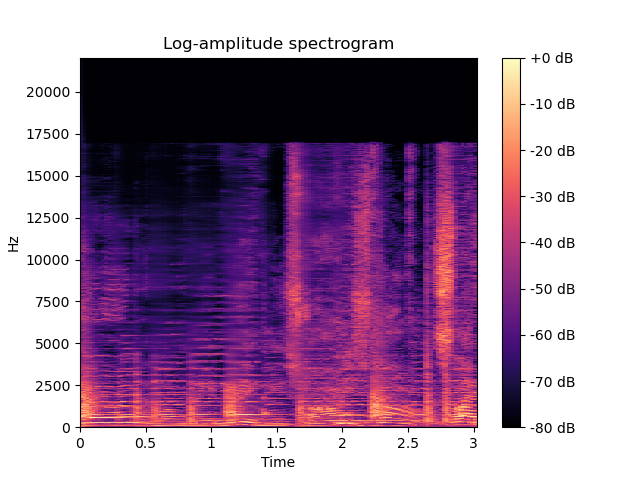 Log-amplitude spectrogram
Hz
20000
17500
15000
12500
10000
7500
5000
2500
0
0 0.5 1 1.5 2 2.5 3
Time
+0 dB
-10 dB
-20 dB
-30 dB
-40 dB
-50 dB
-60 dB
-70 dB
-80 dB